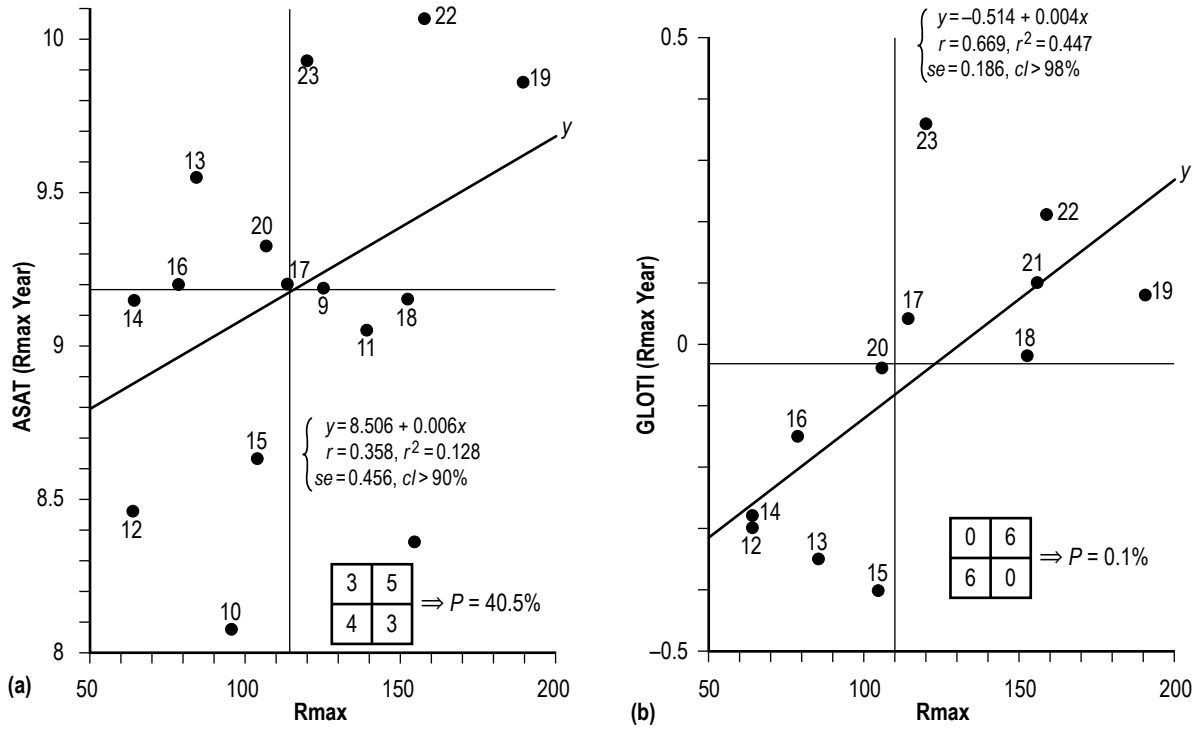 ASAT (Rmax Year)
10
9.5
9
8.5
8
22
23
19
13
20
16
17
14
9
18
11
15
12
10
y
y = 8.506 + 0.006x
r = 0.358, r² = 0.128
se = 0.456, cl > 90%
3 5
4 3
⇒ P = 40.5%
50 100 150 200
(a)
Rmax
GLOTI (Rmax Year)
0.5
0
–0.5
y = –0.514 + 0.004x
r = 0.669, r² = 0.447
se = 0.186, cl > 98%
23
y
22
21
19
17
18
20
16
14
12
13
15
0 6
6 0
⇒ P = 0.1%
50 100 150 200
(b)
Rmax